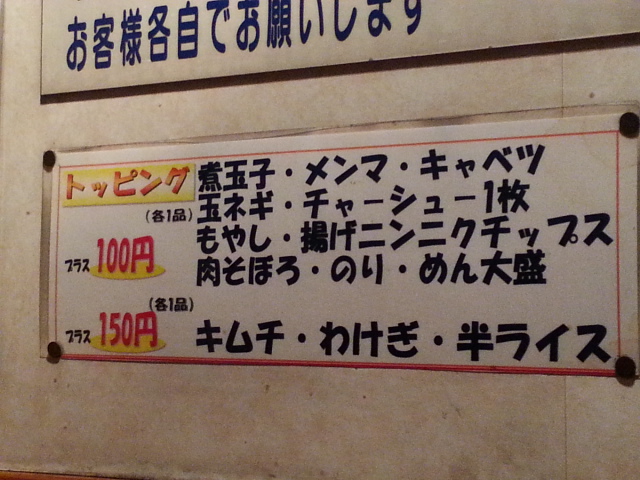 お客様各自でお願いします
トッピング
(各1品)
プラス 100円
煮玉子・メンマ・キャベツ
玉ネギ・チャーシュー1枚
もやし・揚げニンニクチップス
肉そぼろ・のり・めん大盛
(各1品)
プラス 150円
キムチ・わけぎ・半ライス